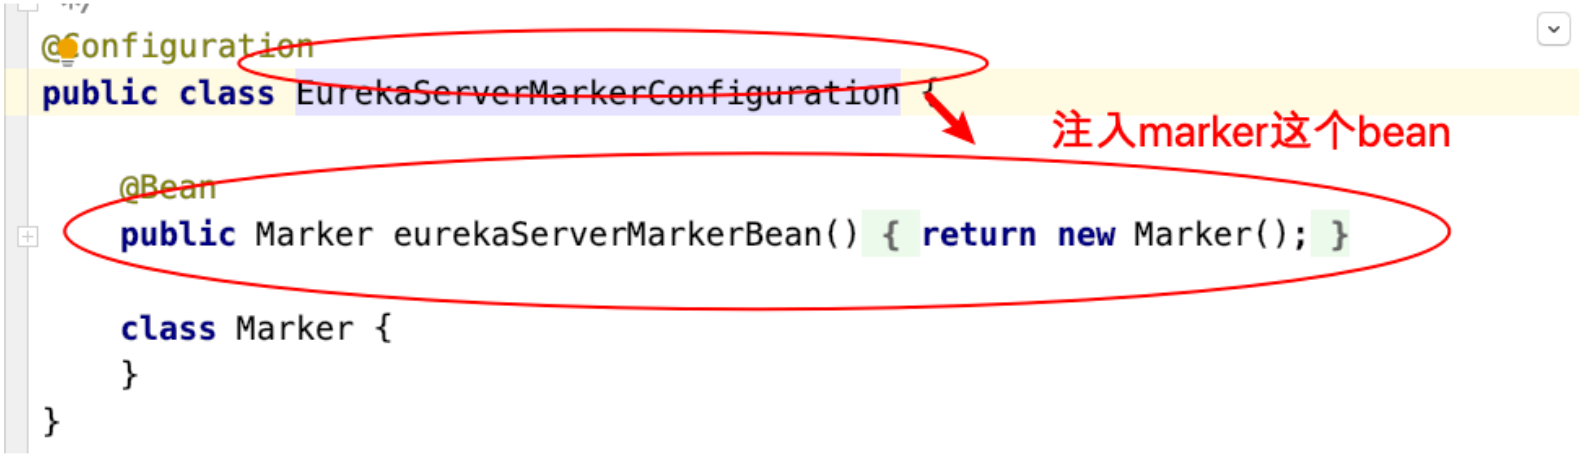 */
@Configuration
public class EurekaServerMarkerConfiguration {
注入marker这个bean
@Bean
public Marker eurekaServerMarkerBean() { return new Marker(); }
class Marker {
}
}